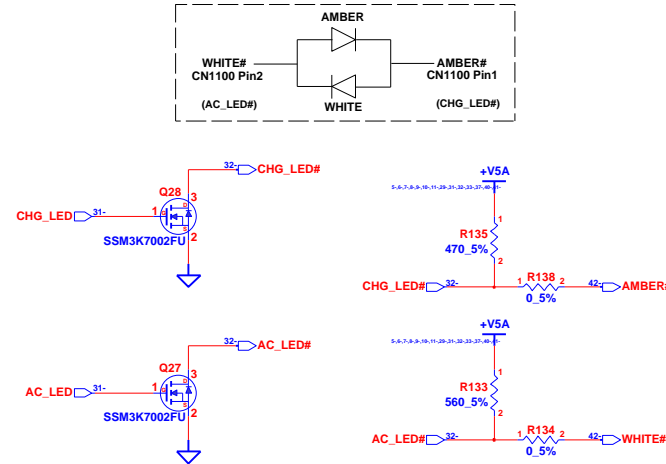 AMBER
WHITE#
CN1100 Pin2
AMBER#
CN1100 Pin1
(AC_LED#)
WHITE
(CHG_LED#)
32-
CHG_LED#
Q28
3
CHG_LED
31-
1
D
G
S
2
SSM3K7002FU
+V5A
1
R135
470_5%
2
CHG_LED#
32-
R138
1
2
0_5%
42-
AMBER#
32-
AC_LED#
Q27
3
AC_LED
31-
1
D
G
S
2
SSM3K7002FU
+V5A
1
R133
560_5%
2
AC_LED#
32-
R134
1
2
0_5%
42-
WHITE#